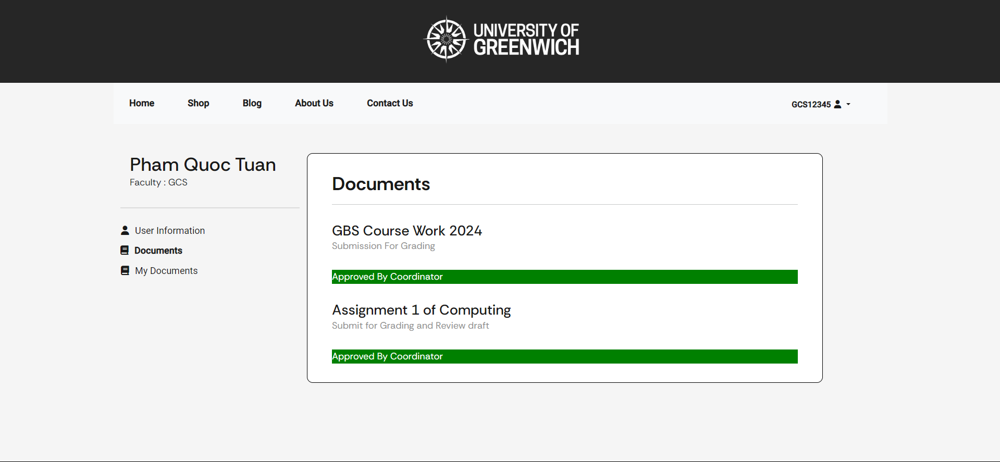 UNIVERSITY OF
GREENWICH
Home Shop Blog About Us Contact Us GCS12345
Pham Quoc Tuan
Faculty : GCS
User Information
Documents
My Documents
Documents
GBS Course Work 2024
Submission For Grading
Approved By Coordinator
Assignment 1 of Computing
Submit for Grading and Review draft
Approved By Coordinator